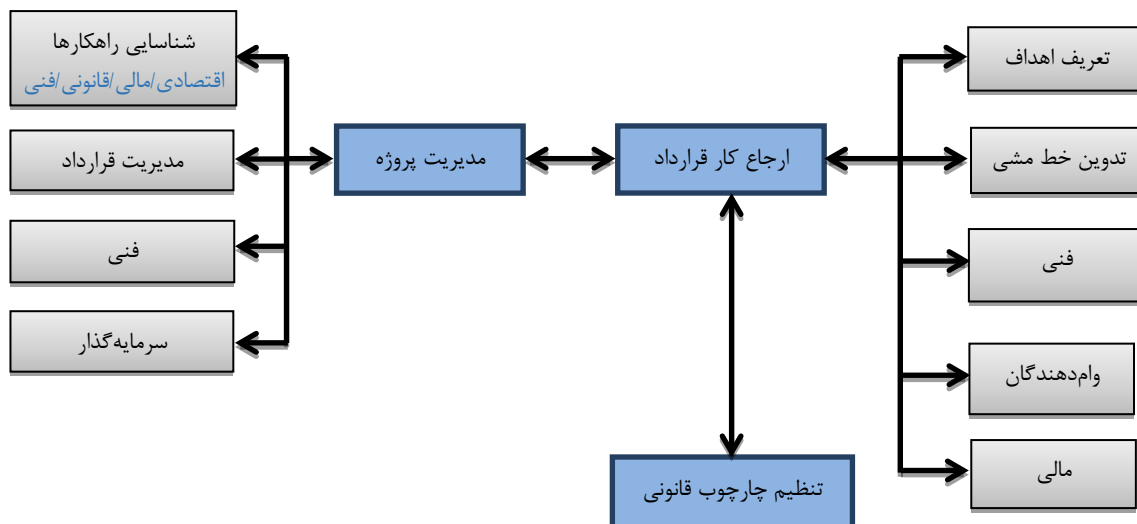 تعریف اهداف
تدوین خط مشی
فنی
وام‌دهندگان
مالی
ارجاع کار قرارداد
تنظیم چارچوب قانونی
مدیریت پروژه
شناسایی راهکارها
اقتصادی/مالی/قانونی/فنی
مدیریت قرارداد
فنی
سرمایه‌گذار